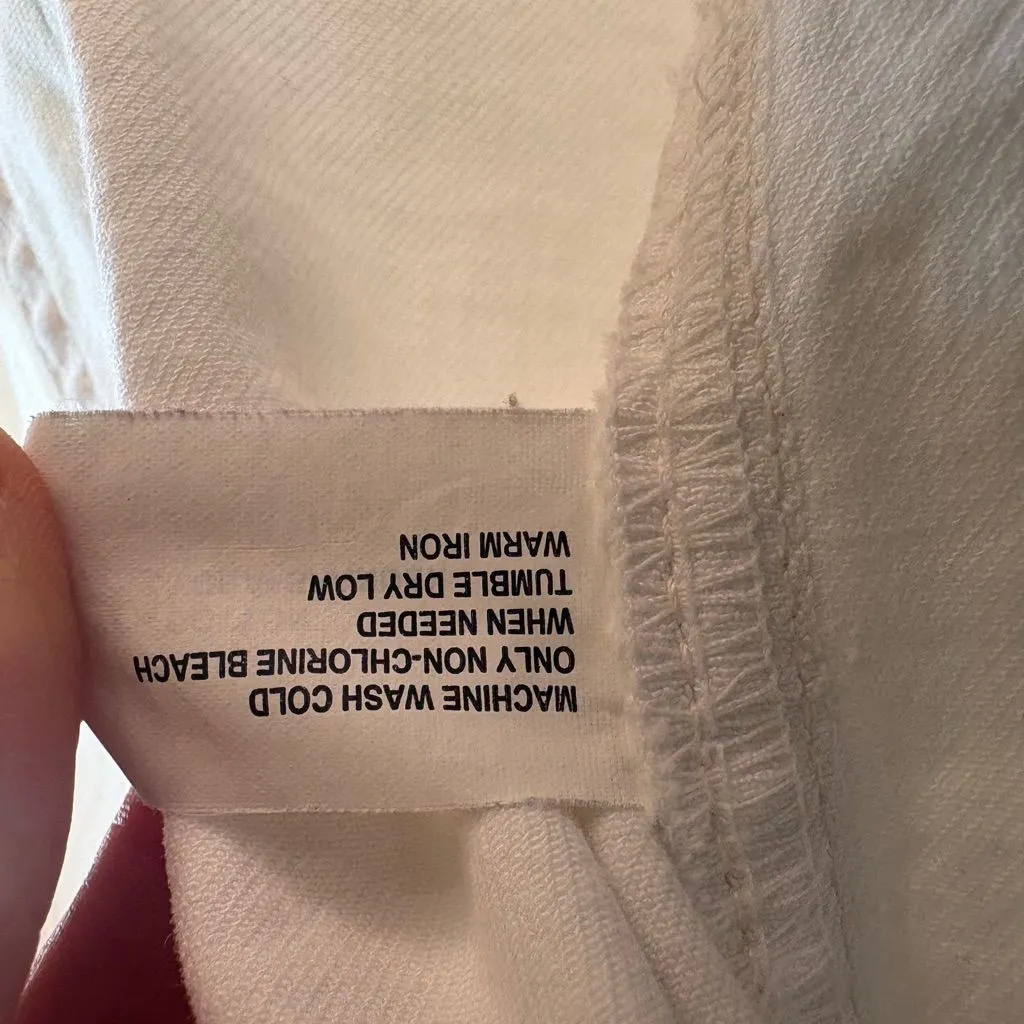 MACHINE WASH COLD
ONLY NON-CHLORINE BLEACH
WHEN NEEDED
TUMBLE DRY LOW
WARM IRON